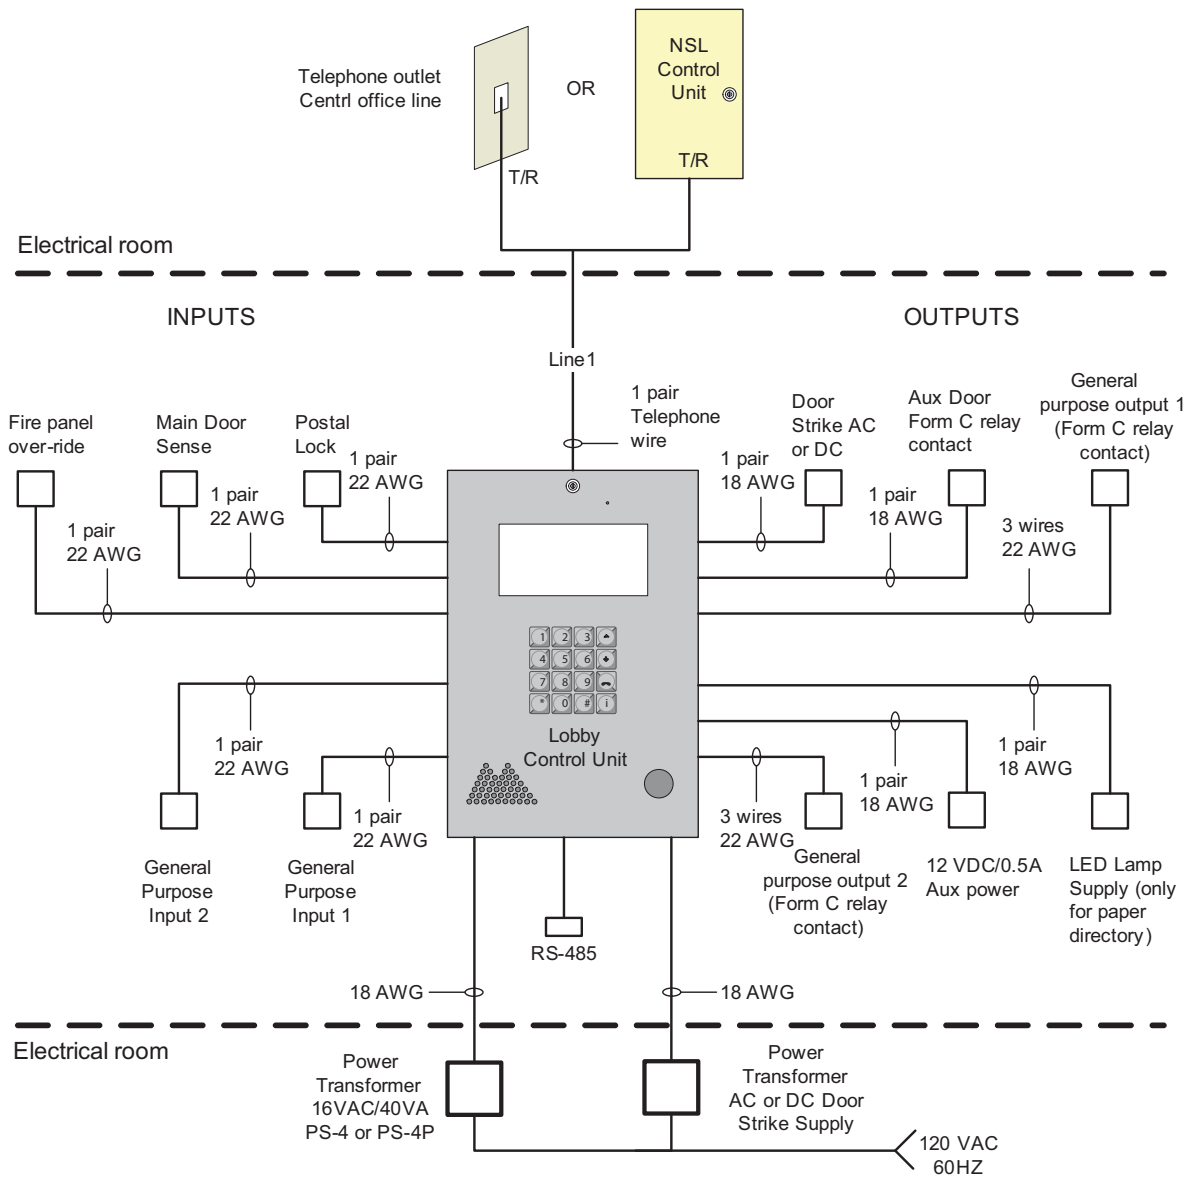 Telephone outlet
Centrl office line
OR
NSL
Control
Unit
T/R
T/R
Electrical room
INPUTS
OUTPUTS
Line1
1 pair
Telephone
wire
Fire panel
over-ride
Main Door
Sense
Postal
Lock
1 pair
22 AWG
1 pair
22 AWG
1 pair
22 AWG
Door
Strike AC
or DC
Aux Door
Form C relay
contact
General
purpose output 1
(Form C relay
contact)
1 pair
18 AWG
1 pair
18 AWG
3 wires
22 AWG
1 2 3
4 5 6
7 8 9
* 0 # i
Lobby
Control Unit
1 pair
22 AWG
1 pair
22 AWG
General
Purpose
Input 2
General
Purpose
Input 1
3 wires
22 AWG
1 pair
18 AWG
1 pair
18 AWG
General
purpose output 2
(Form C relay
contact)
12 VDC/0.5A
Aux power
LED Lamp
Supply (only
for paper
directory)
RS-485
18 AWG
18 AWG
Electrical room
Power
Transformer
16VAC/40VA
PS-4 or PS-4P
Power
Transformer
AC or DC Door
Strike Supply
120 VAC
60HZ